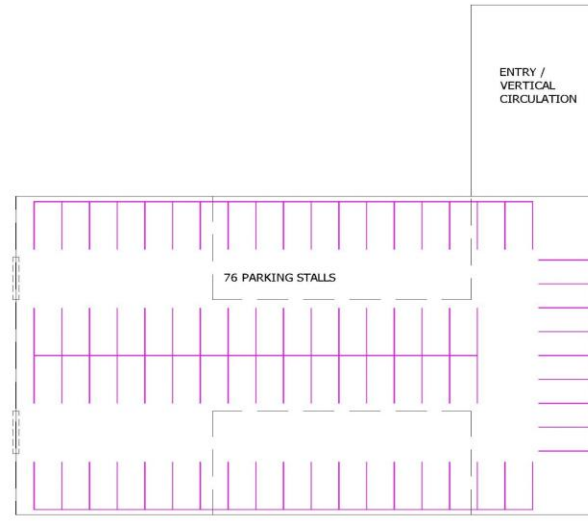 ENTRY /
VERTICAL
CIRCULATION
76 PARKING STALLS